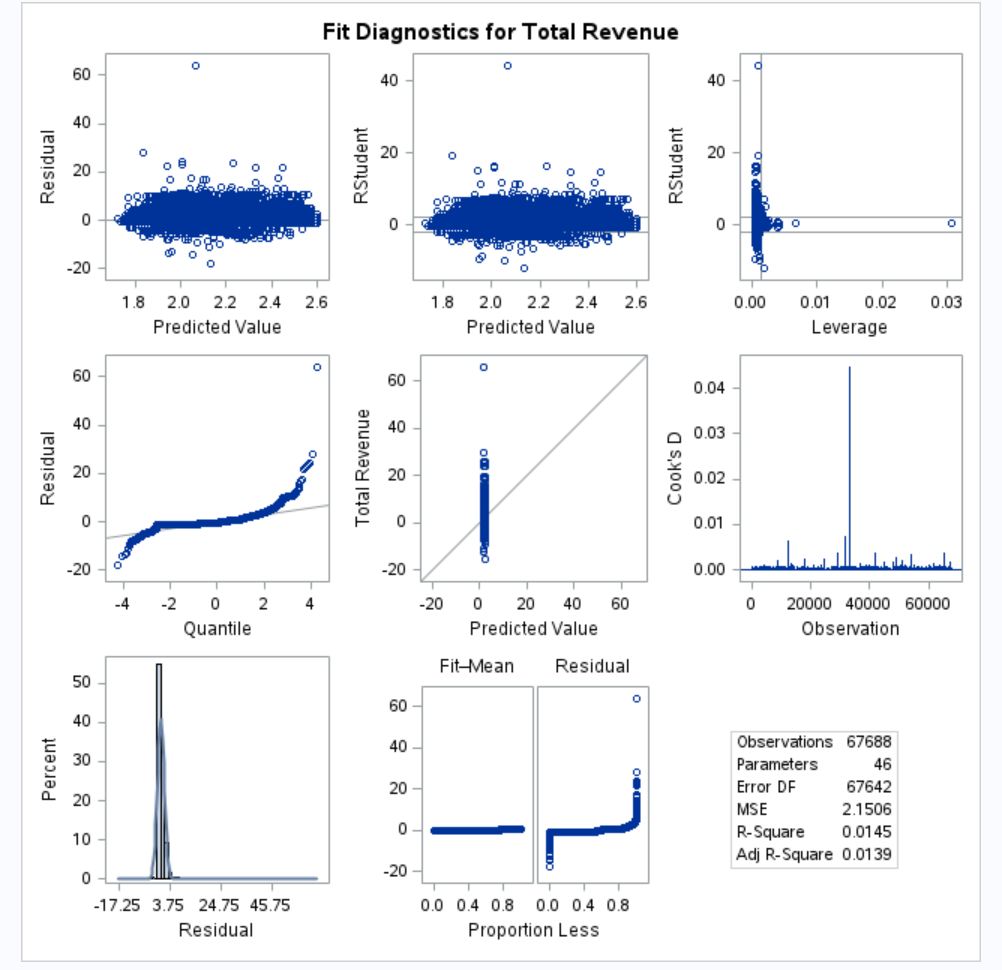 Fit Diagnostics for Total Revenue
Residual
60
40
20
0
-20
1.8 2.0 2.2 2.4 2.6
Predicted Value
RStudent
40
20
0
1.8 2.0 2.2 2.4 2.6
Predicted Value
RStudent
40
20
0
0.00 0.01 0.02 0.03
Leverage
Residual
60
40
20
0
-20
-4 -2 0 2 4
Quantile
Total Revenue
60
40
20
0
-20
-20 0 20 40 60
Predicted Value
Cook's D
0.04
0.03
0.02
0.01
0.00
0 20000 40000 60000
Observation
Percent
50
40
30
20
10
0
-17.25 3.75 24.75 45.75
Residual
Fit–Mean Residual
60
40
20
0
-20
0.0 0.4 0.8 0.0 0.4 0.8
Proportion Less
Observations 67688
Parameters 46
Error DF 67642
MSE 2.1506
R-Square 0.0145
Adj R-Square 0.0139